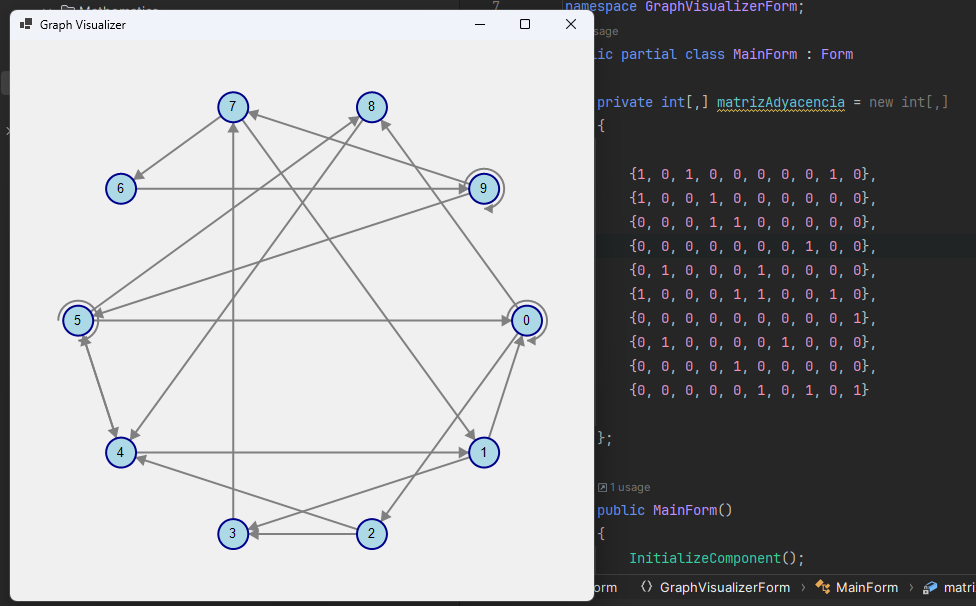 Mathematics
Graph Visualizer
7
8
6
9
5
0
4
1
3
2
7
namespace GraphVisualizerForm;
sage
lic partial class MainForm : Form
private int[,] matrizAdyacencia = new int[,]
{
{1, 0, 1, 0, 0, 0, 0, 0, 1, 0},
{1, 0, 0, 1, 0, 0, 0, 0, 0, 0},
{0, 0, 0, 1, 1, 0, 0, 0, 0, 0},
{0, 0, 0, 0, 0, 0, 0, 1, 0, 0},
{0, 1, 0, 0, 0, 1, 0, 0, 0, 0},
{1, 0, 0, 0, 1, 1, 0, 0, 1, 0},
{0, 0, 0, 0, 0, 0, 0, 0, 0, 1},
{0, 1, 0, 0, 0, 0, 1, 0, 0, 0},
{0, 0, 0, 0, 1, 0, 0, 0, 0, 0},
{0, 0, 0, 0, 0, 1, 0, 1, 0, 1}
};
1 usage
public MainForm()
{
InitializeComponent();
orm GraphVisualizerForm > MainForm > matri